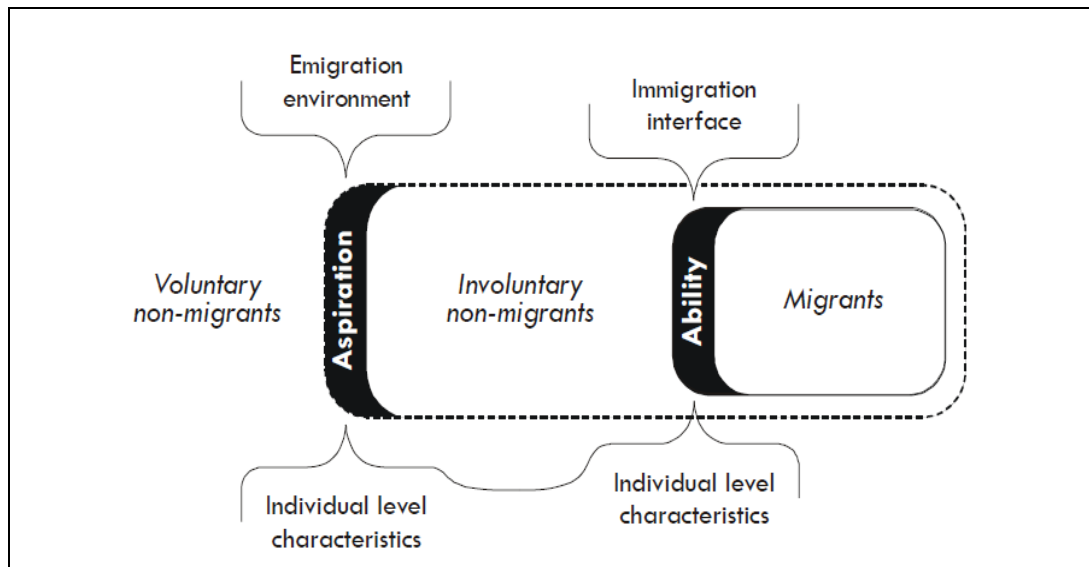 Emigration
environment
Immigration
interface
Voluntary
non-migrants
Aspiration
Involuntary
non-migrants
Ability
Migrants
Individual level
characteristics
Individual level
characteristics